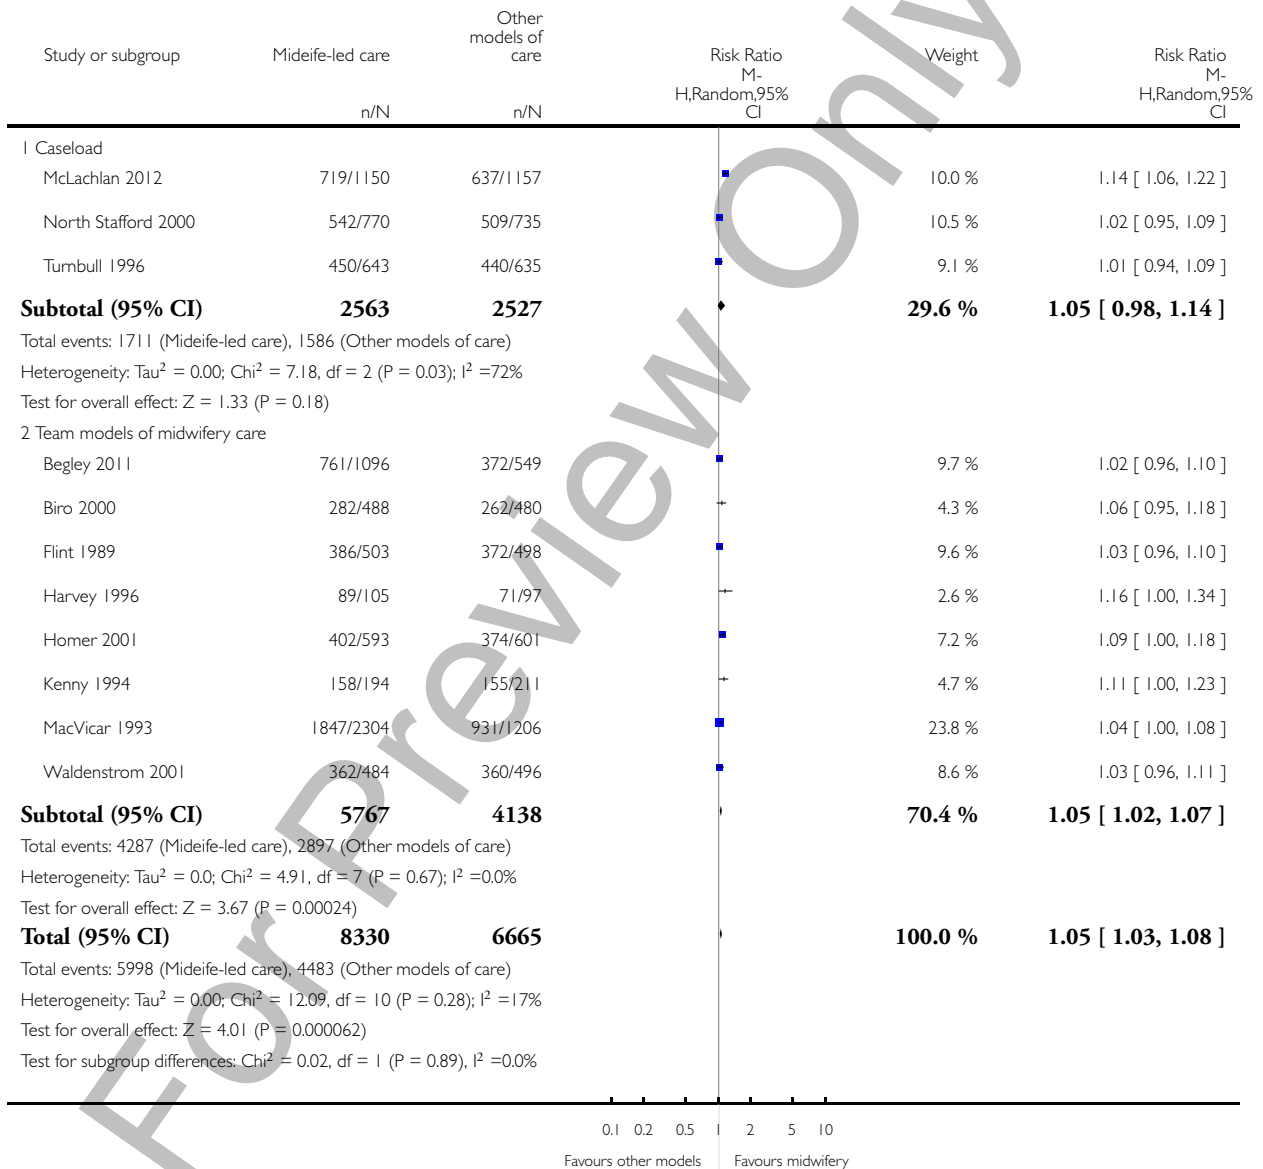 Study or subgroup Mideife-led care Other models of care Risk Ratio Weight Risk Ratio
M-H,Random,95% CI M-H,Random,95% CI
n/N n/N
1 Caseload
McLachlan 2012 719/1150 637/1157 10.0 % 1.14 [ 1.06, 1.22 ]
North Stafford 2000 542/770 509/735 10.5 % 1.02 [ 0.95, 1.09 ]
Turnbull 1996 450/643 440/635 9.1 % 1.01 [ 0.94, 1.09 ]
Subtotal (95% CI) 2563 2527 29.6 % 1.05 [ 0.98, 1.14 ]
Total events: 1711 (Mideife-led care), 1586 (Other models of care)
Heterogeneity: Tau² = 0.00; Chi² = 7.18, df = 2 (P = 0.03); I² =72%
Test for overall effect: Z = 1.33 (P = 0.18)
2 Team models of midwifery care
Begley 2011 761/1096 372/549 9.7 % 1.02 [ 0.96, 1.10 ]
Biro 2000 282/488 262/480 4.3 % 1.06 [ 0.95, 1.18 ]
Flint 1989 386/503 372/498 9.6 % 1.03 [ 0.96, 1.10 ]
Harvey 1996 89/105 71/97 2.6 % 1.16 [ 1.00, 1.34 ]
Homer 2001 402/593 374/601 7.2 % 1.09 [ 1.00, 1.18 ]
Kenny 1994 158/194 155/211 4.7 % 1.11 [ 1.00, 1.23 ]
MacVicar 1993 1847/2304 931/1206 23.8 % 1.04 [ 1.00, 1.08 ]
Waldenstrom 2001 362/484 360/496 8.6 % 1.03 [ 0.96, 1.11 ]
Subtotal (95% CI) 5767 4138 70.4 % 1.05 [ 1.02, 1.07 ]
Total events: 4287 (Mideife-led care), 2897 (Other models of care)
Heterogeneity: Tau² = 0.0; Chi² = 4.91, df = 7 (P = 0.67); I² =0.0%
Test for overall effect: Z = 3.67 (P = 0.00024)
Total (95% CI) 8330 6665 100.0 % 1.05 [ 1.03, 1.08 ]
Total events: 5998 (Mideife-led care), 4483 (Other models of care)
Heterogeneity: Tau² = 0.00; Chi² = 12.09, df = 10 (P = 0.28); I² =17%
Test for overall effect: Z = 4.01 (P = 0.000062)
Test for subgroup differences: Chi² = 0.02, df = 1 (P = 0.89), I² =0.0%
0.1 0.2 0.5 1 2 5 10
Favours other models Favours midwifery
For Preview Only